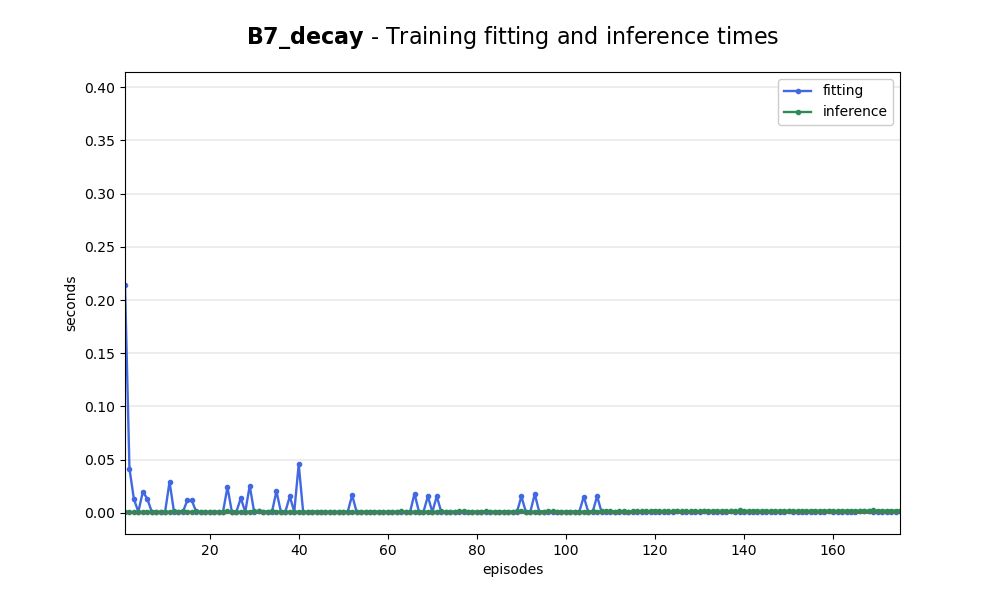 B7_decay - Training fitting and inference times
fitting
inference
0.40
0.35
0.30
0.25
0.20
0.15
0.10
0.05
0.00
seconds
20 40 60 80 100 120 140 160
episodes